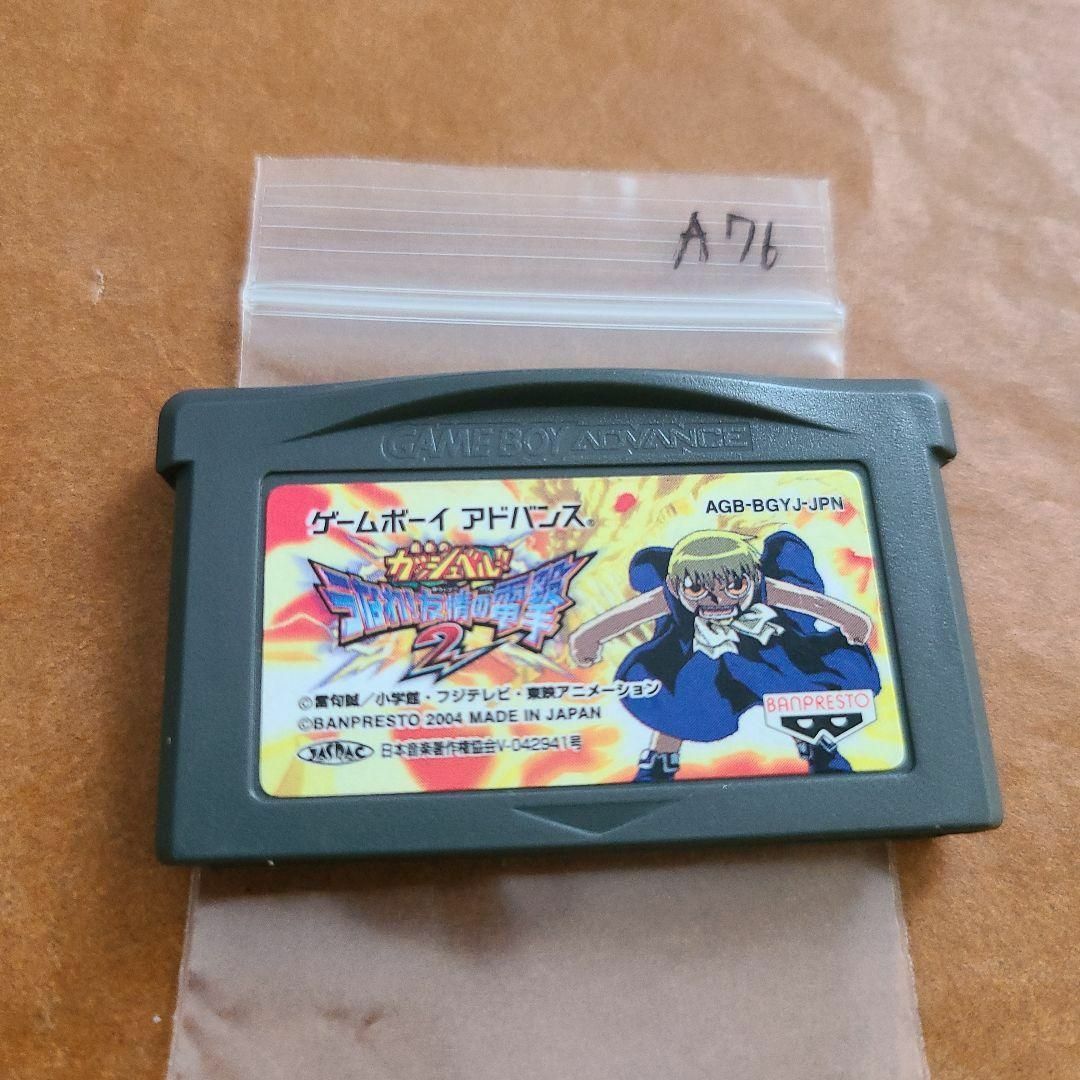 A76
GAME BOY ADVANCE
ゲームボーイ アドバンス®
AGB-BGYJ-JPN
金色の
ガッシュベル!!
うなれ!友情の電撃
2
©雷句誠/小学館・フジテレビ・東映アニメーション
©BANPRESTO 2004 MADE IN JAPAN
BANPRESTO
JASRAC 日本音楽著作権協会V-042941号